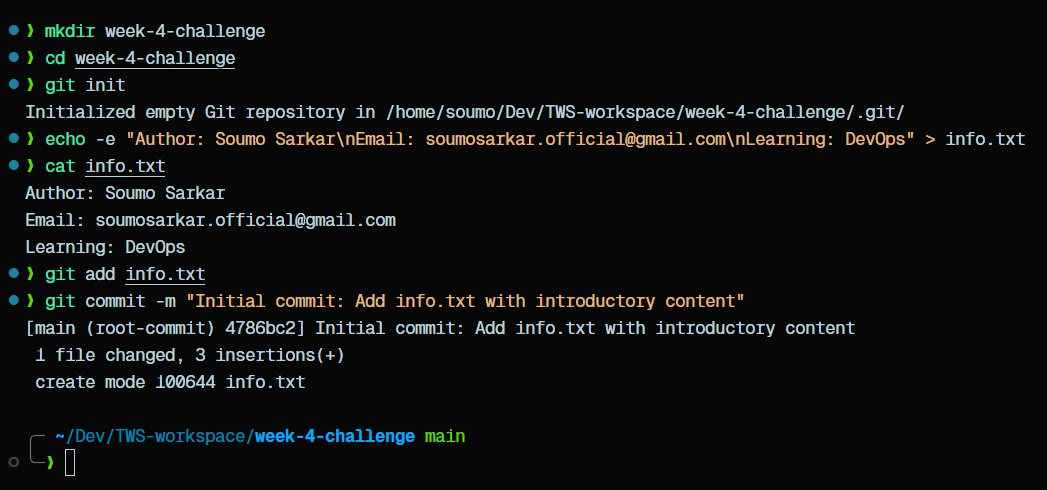 ❯ mkdir week-4-challenge
❯ cd week-4-challenge
❯ git init
Initialized empty Git repository in /home/soumo/Dev/TWS-workspace/week-4-challenge/.git/
❯ echo -e "Author: Soumo Sarkar\nEmail: soumosarkar.official@gmail.com\nLearning: DevOps" > info.txt
❯ cat info.txt
Author: Soumo Sarkar
Email: soumosarkar.official@gmail.com
Learning: DevOps
❯ git add info.txt
❯ git commit -m "Initial commit: Add info.txt with introductory content"
[main (root-commit) 4786bc2] Initial commit: Add info.txt with introductory content
 1 file changed, 3 insertions(+)
 create mode 100644 info.txt
~/Dev/TWS-workspace/week-4-challenge main
❯